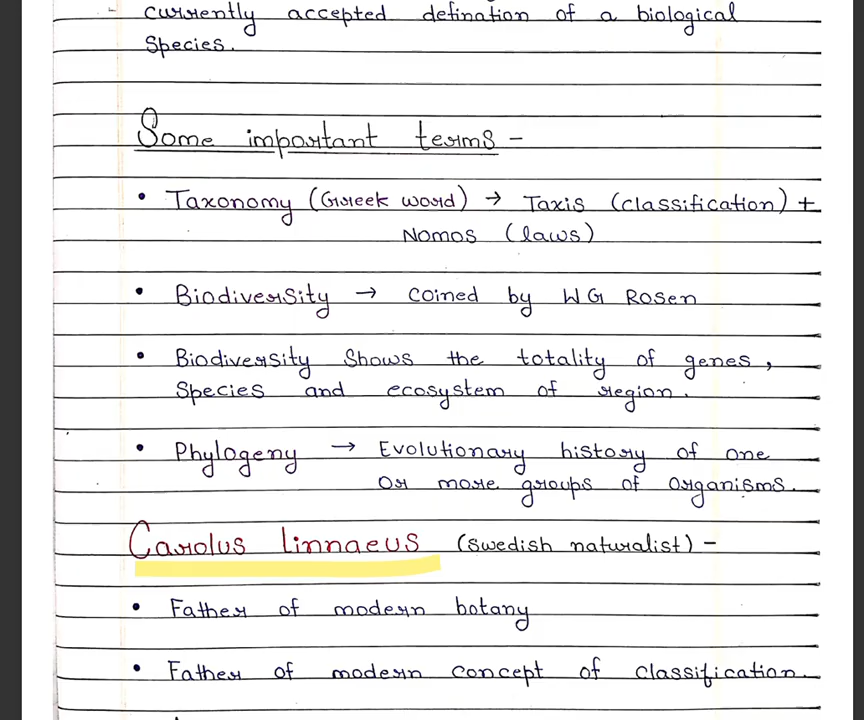 - currently accepted defination of a biological
Species.
Some important terms -
• Taxonomy (Greek word) → Taxis (classification) +
Nomos (laws)
• Biodiversity → coined by WG Rosen
• Biodiversity Shows the totality of genes,
Species and ecosystem of region.
• Phylogeny → Evolutionary history of one
Or more groups of organisms.
Carolus linnaeus (Swedish naturalist) -
• Father of modern botany
• Father of modern concept of classification.